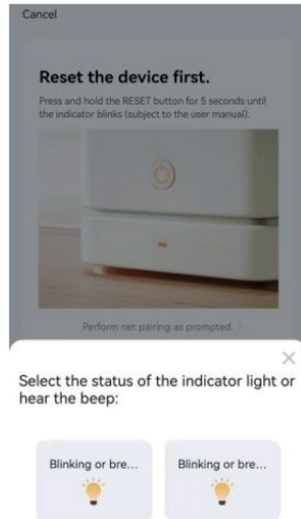 Cancel
Reset the device first.
Press and hold the RESET button for 5 seconds until
the indicator blinks (subject to the user manual).
Perform net pairing as prompted.
Select the status of the indicator light or
hear the beep:
Blinking or bre...
Blinking or bre...